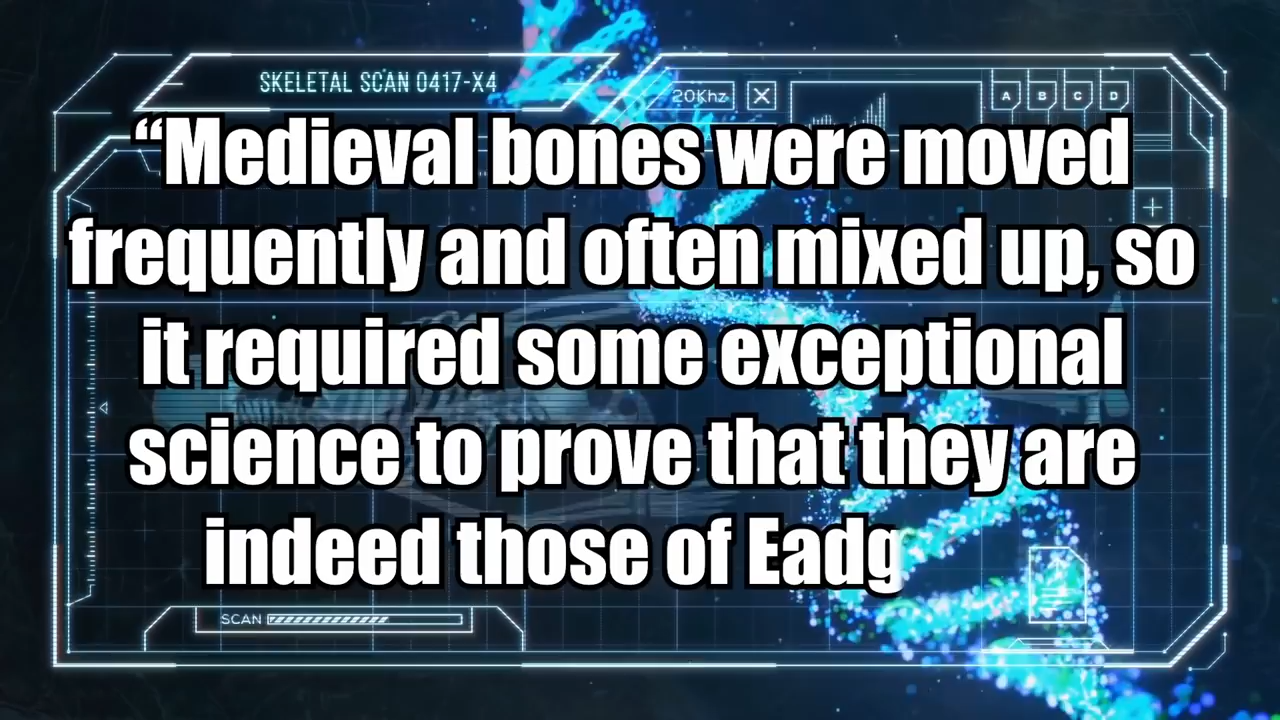 SKELETAL SCAN 0417-X4
20Khz
A B C D
“Medieval bones were moved
frequently and often mixed up, so
it required some exceptional
science to prove that they are
indeed those of Eadg
SCAN